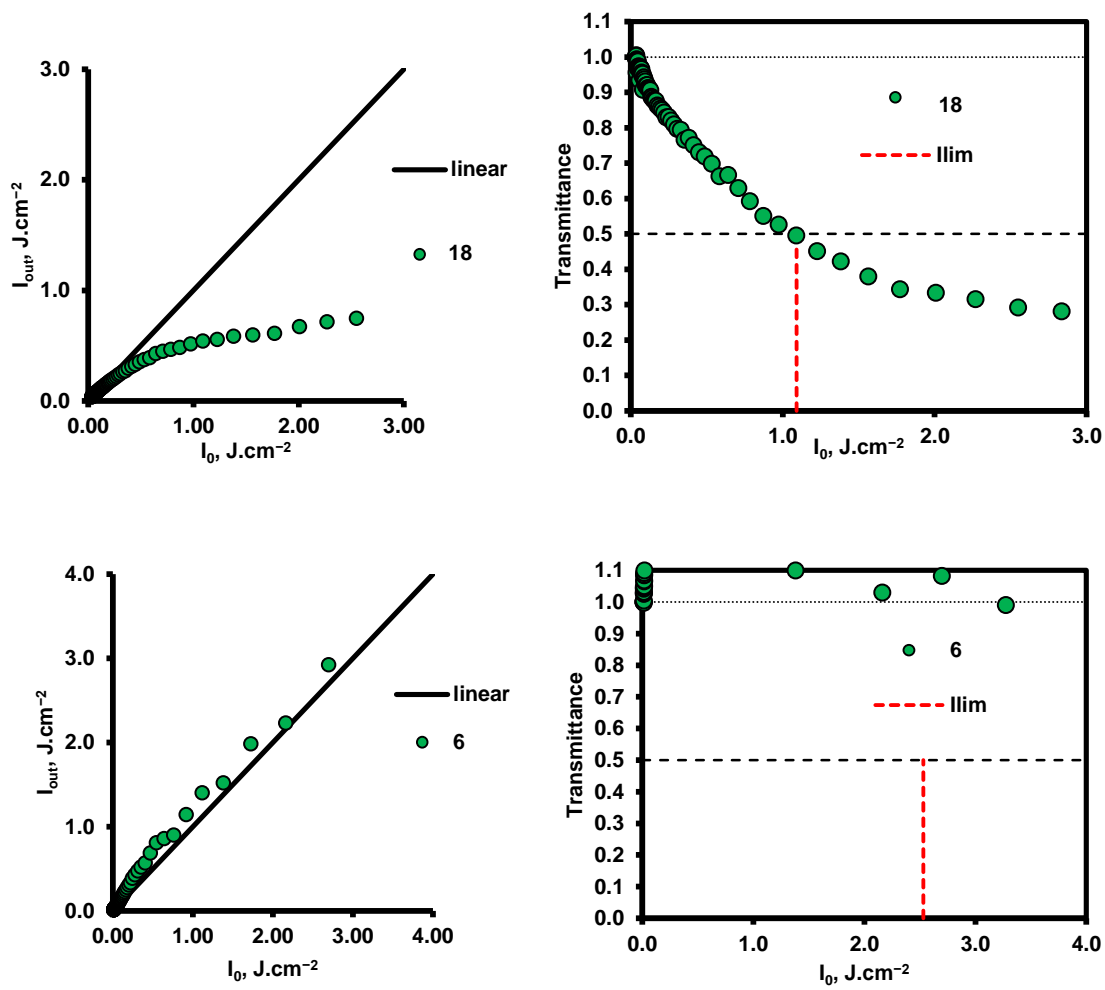 3.0
2.0
1.0
0.0
0.00 1.00 2.00 3.00
I₀, J.cm⁻²
I_out, J.cm⁻²
linear
18
1.1
1.0
0.9
0.8
0.7
0.6
0.5
0.4
0.3
0.2
0.1
0.0
0.0 1.0 2.0 3.0
I₀, J.cm⁻²
Transmittance
18
Ilim
4.0
3.0
2.0
1.0
0.0
0.00 1.00 2.00 3.00 4.00
I₀, J.cm⁻²
I_out, J.cm⁻²
linear
6
1.1
1.0
0.9
0.8
0.7
0.6
0.5
0.4
0.3
0.2
0.1
0.0
0.0 1.0 2.0 3.0 4.0
I₀, J.cm⁻²
Transmittance
6
Ilim